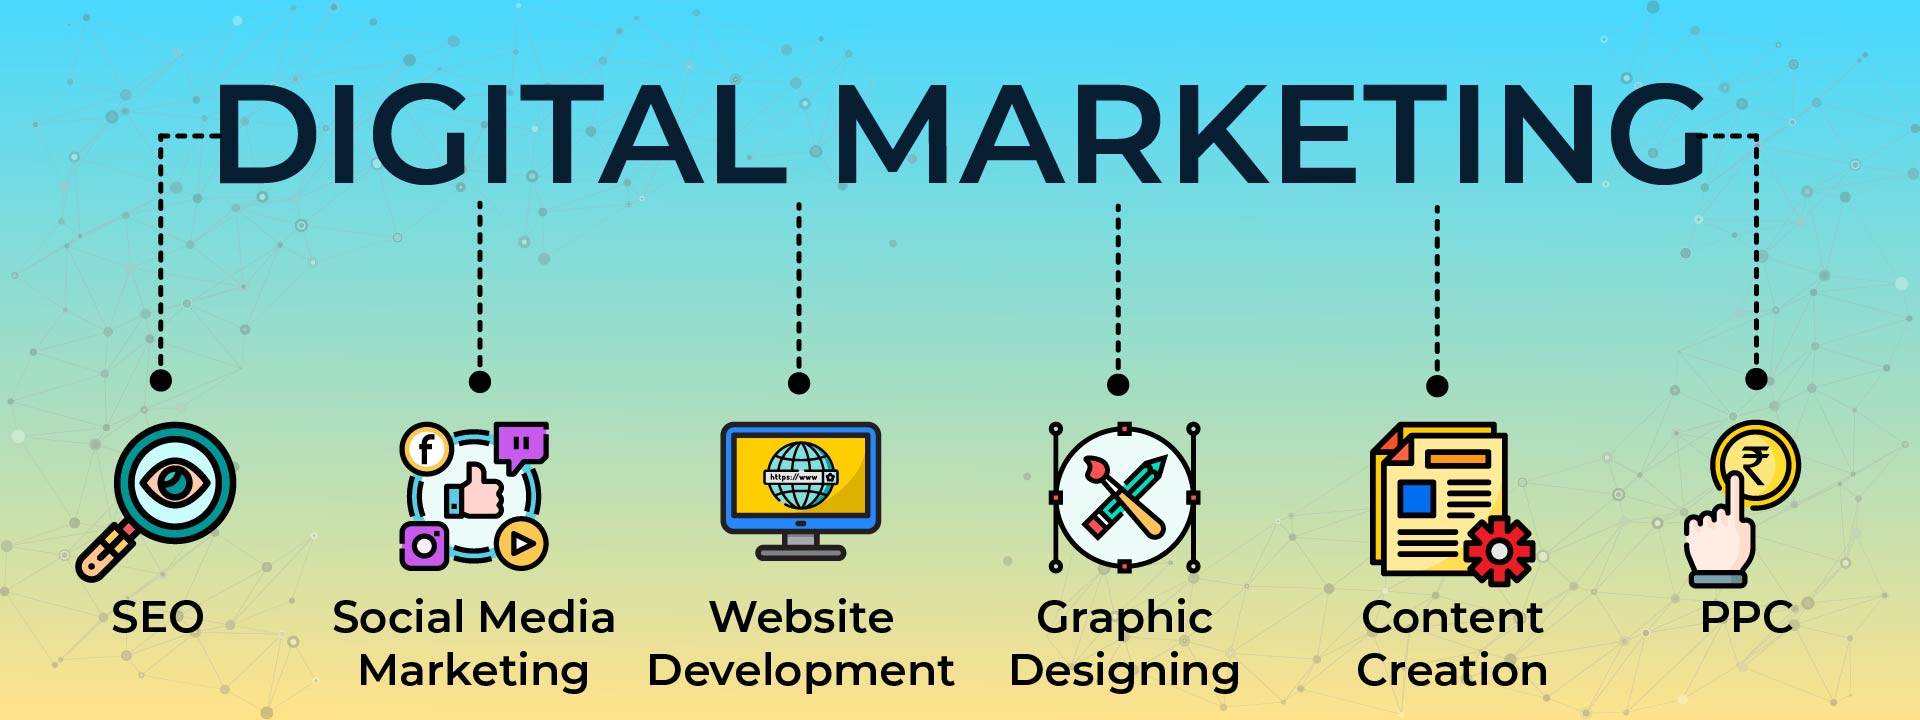 DIGITAL MARKETING
f
https://www
₹
SEO
Social Media
Marketing
Website
Development
Graphic
Designing
Content
Creation
PPC